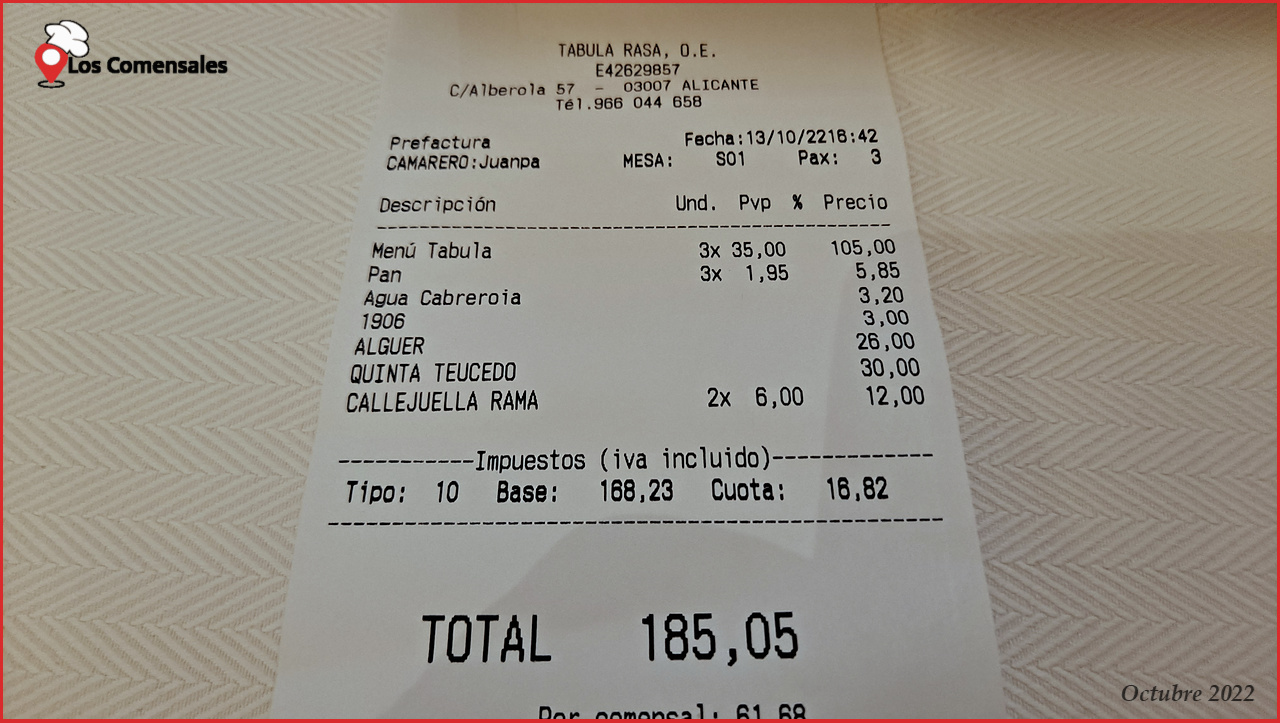 Los Comensales
TABULA RASA, O.E.
E42629857
C/Alberola 57 - 03007 ALICANTE
Tél.966 044 658
Prefactura Fecha:13/10/2216:42
CAMARERO:Juanpa MESA: S01 Pax: 3
Descripción Und. Pvp % Precio
Menú Tabula 3x 35,00 105,00
Pan 3x 1,95 5,85
Agua Cabreroia 3,20
1906 3,00
ALGUER 26,00
QUINTA TEUCEDO 30,00
CALLEJUELLA RAMA 2x 6,00 12,00
-----------Impuestos (iva incluido)------------
Tipo: 10 Base: 168,23 Cuota: 16,82
TOTAL 185,05
Por comensal: 61,68
Octubre 2022